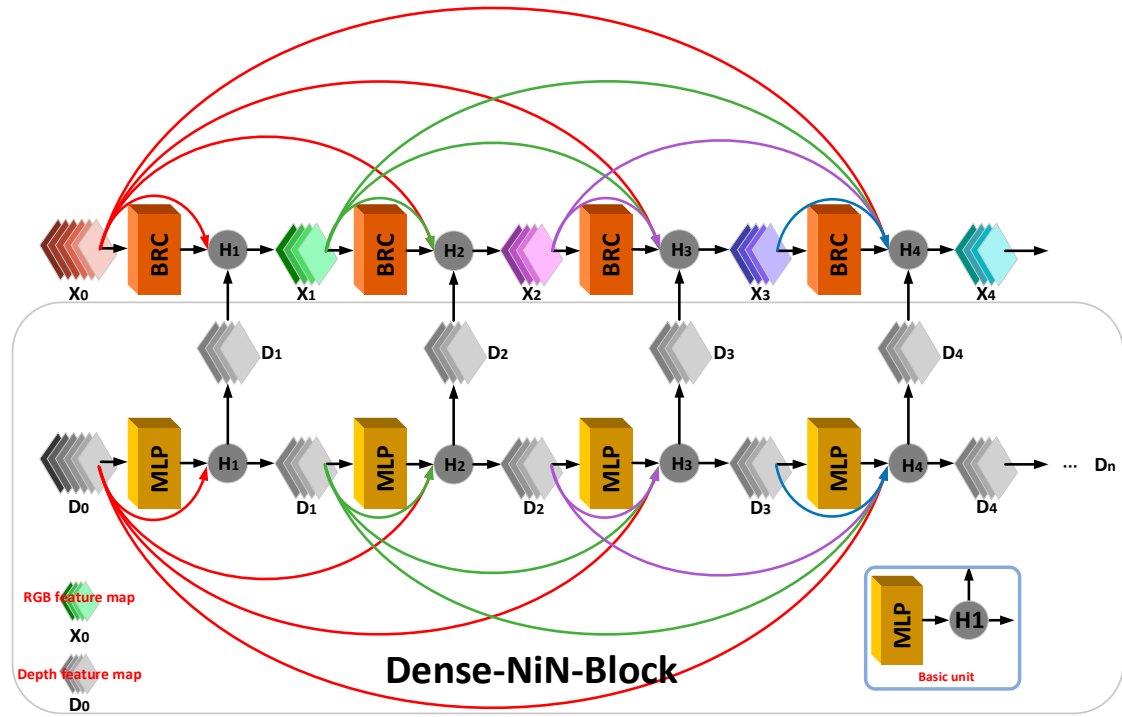 BRC H1 BRC H2 BRC H3 BRC H4
X0 X1 X2 X3 X4
D1 D2 D3 D4
MLP H1 MLP H2 MLP H3 MLP H4 ... Dn
D0 D1 D2 D3 D4
RGB feature map
X0
Depth feature map
D0
Dense-NiN-Block
MLP H1
Basic unit